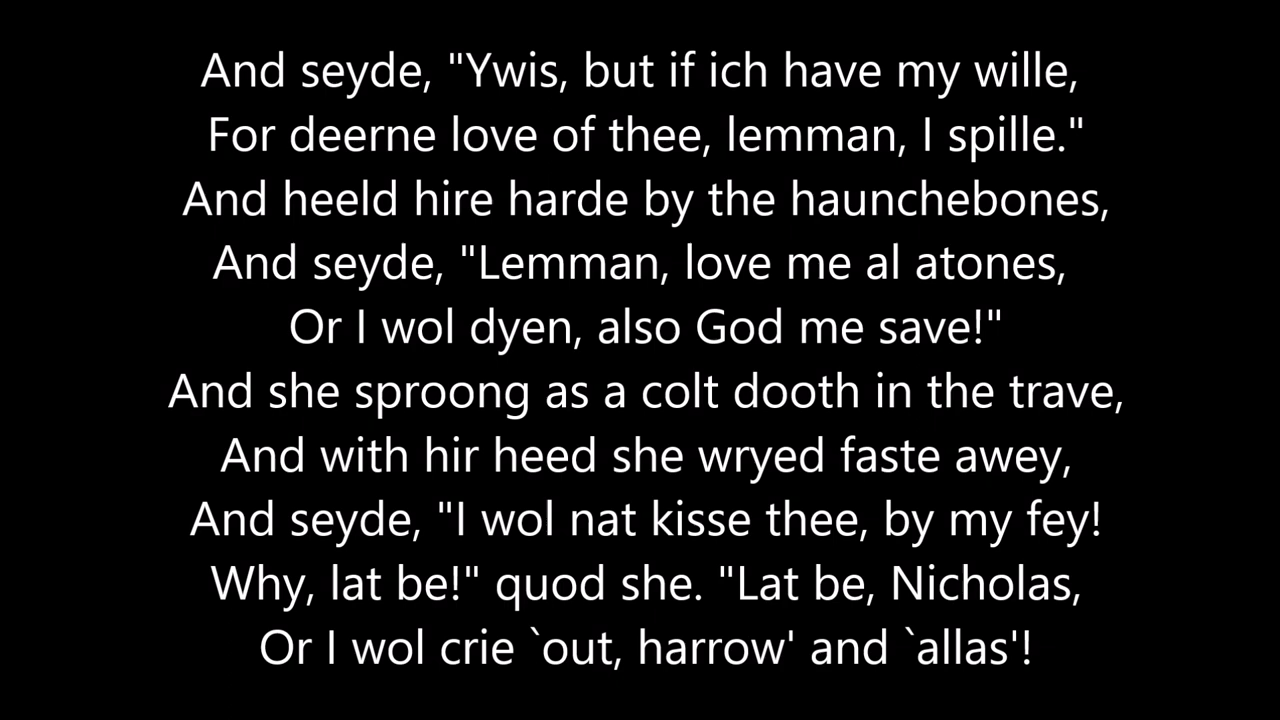 And seyde, "Ywis, but if ich have my wille,
For deerne love of thee, lemman, I spille."
And heeld hire harde by the haunchebones,
And seyde, "Lemman, love me al atones,
Or I wol dyen, also God me save!"
And she sproong as a colt dooth in the trave,
And with hir heed she wryed faste awey,
And seyde, "I wol nat kisse thee, by my fey!
Why, lat be!" quod she. "Lat be, Nicholas,
Or I wol crie `out, harrow' and `allas'!